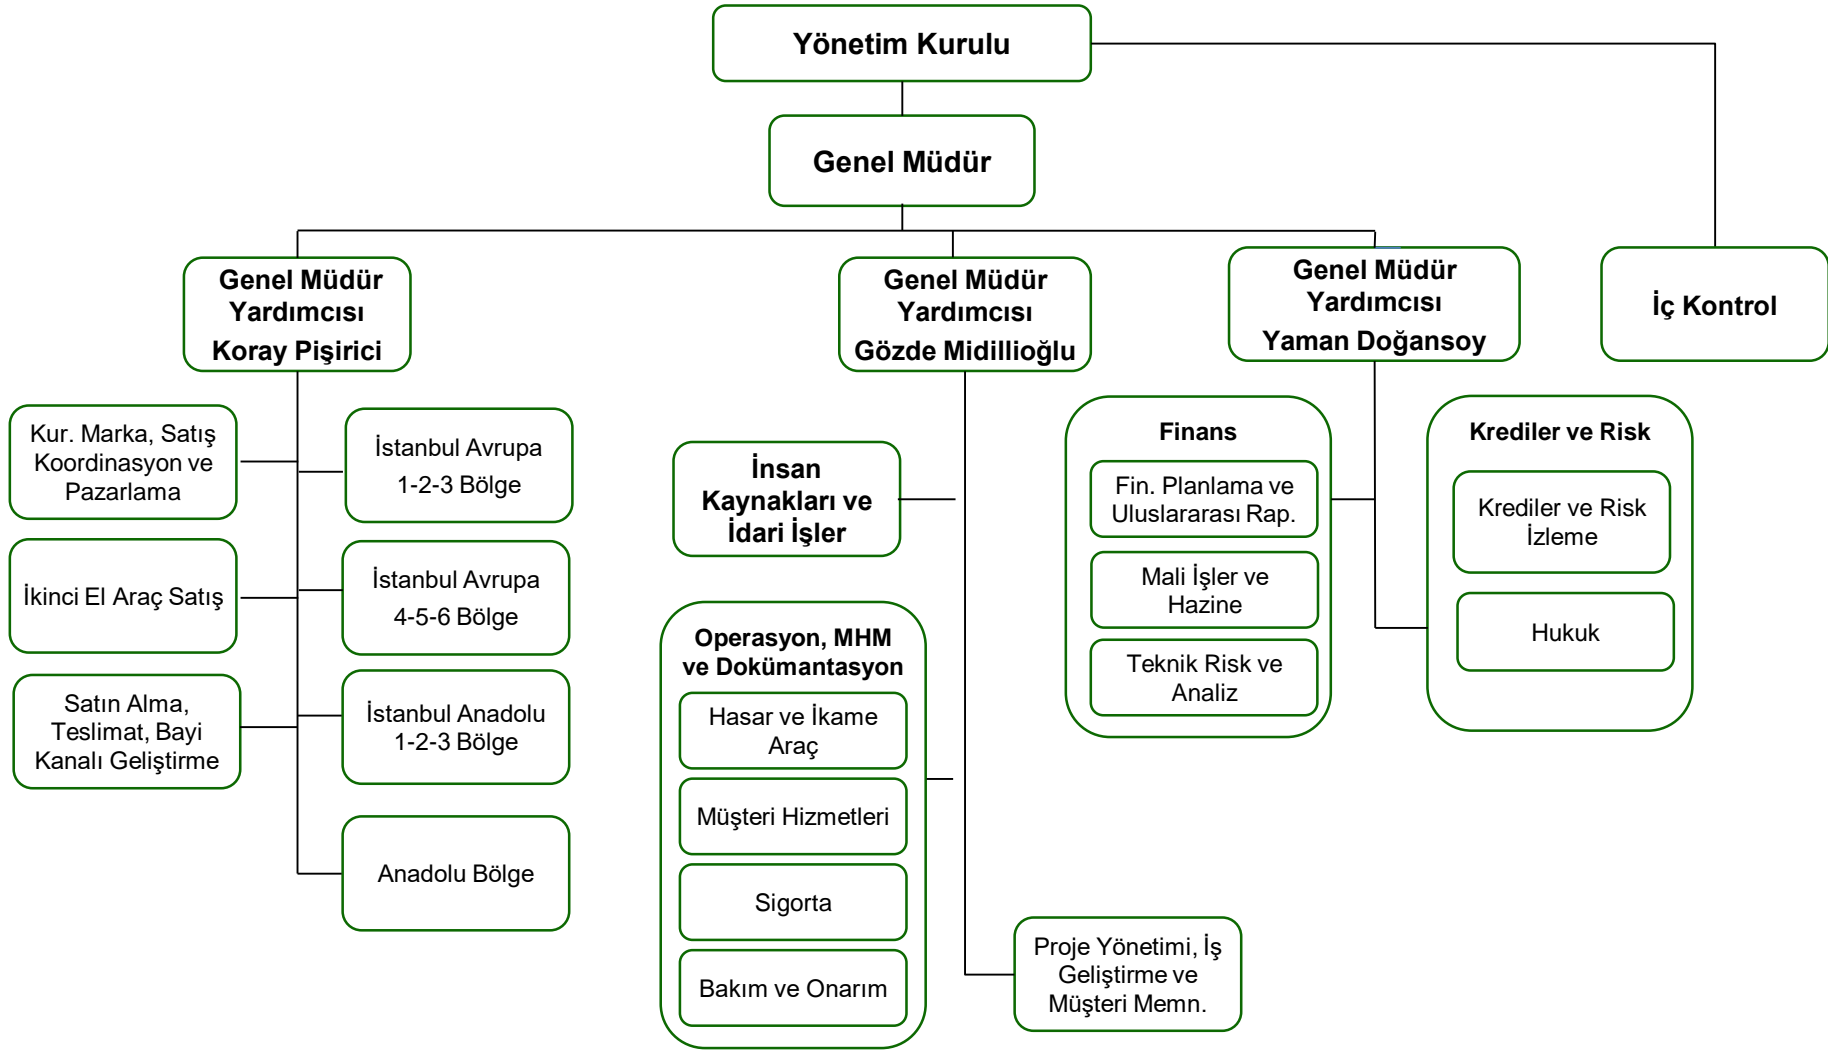 Yönetim Kurulu
Genel Müdür
Genel Müdür
Yardımcısı
Koray Pişirici
Genel Müdür
Yardımcısı
Gözde Midillioğlu
Genel Müdür
Yardımcısı
Yaman Doğansoy
İç Kontrol
Kur. Marka, Satış
Koordinasyon ve
Pazarlama
İkinci El Araç Satış
Satın Alma,
Teslimat, Bayi
Kanalı Geliştirme
İstanbul Avrupa
1-2-3 Bölge
İstanbul Avrupa
4-5-6 Bölge
İstanbul Anadolu
1-2-3 Bölge
Anadolu Bölge
İnsan
Kaynakları ve
İdari İşler
Operasyon, MHM
ve Dokümantasyon
Hasar ve İkame
Araç
Müşteri Hizmetleri
Sigorta
Bakım ve Onarım
Proje Yönetimi, İş
Geliştirme ve
Müşteri Memn.
Finans
Fin. Planlama ve
Uluslararası Rap.
Mali İşler ve
Hazine
Teknik Risk ve
Analiz
Krediler ve Risk
Krediler ve Risk
İzleme
Hukuk